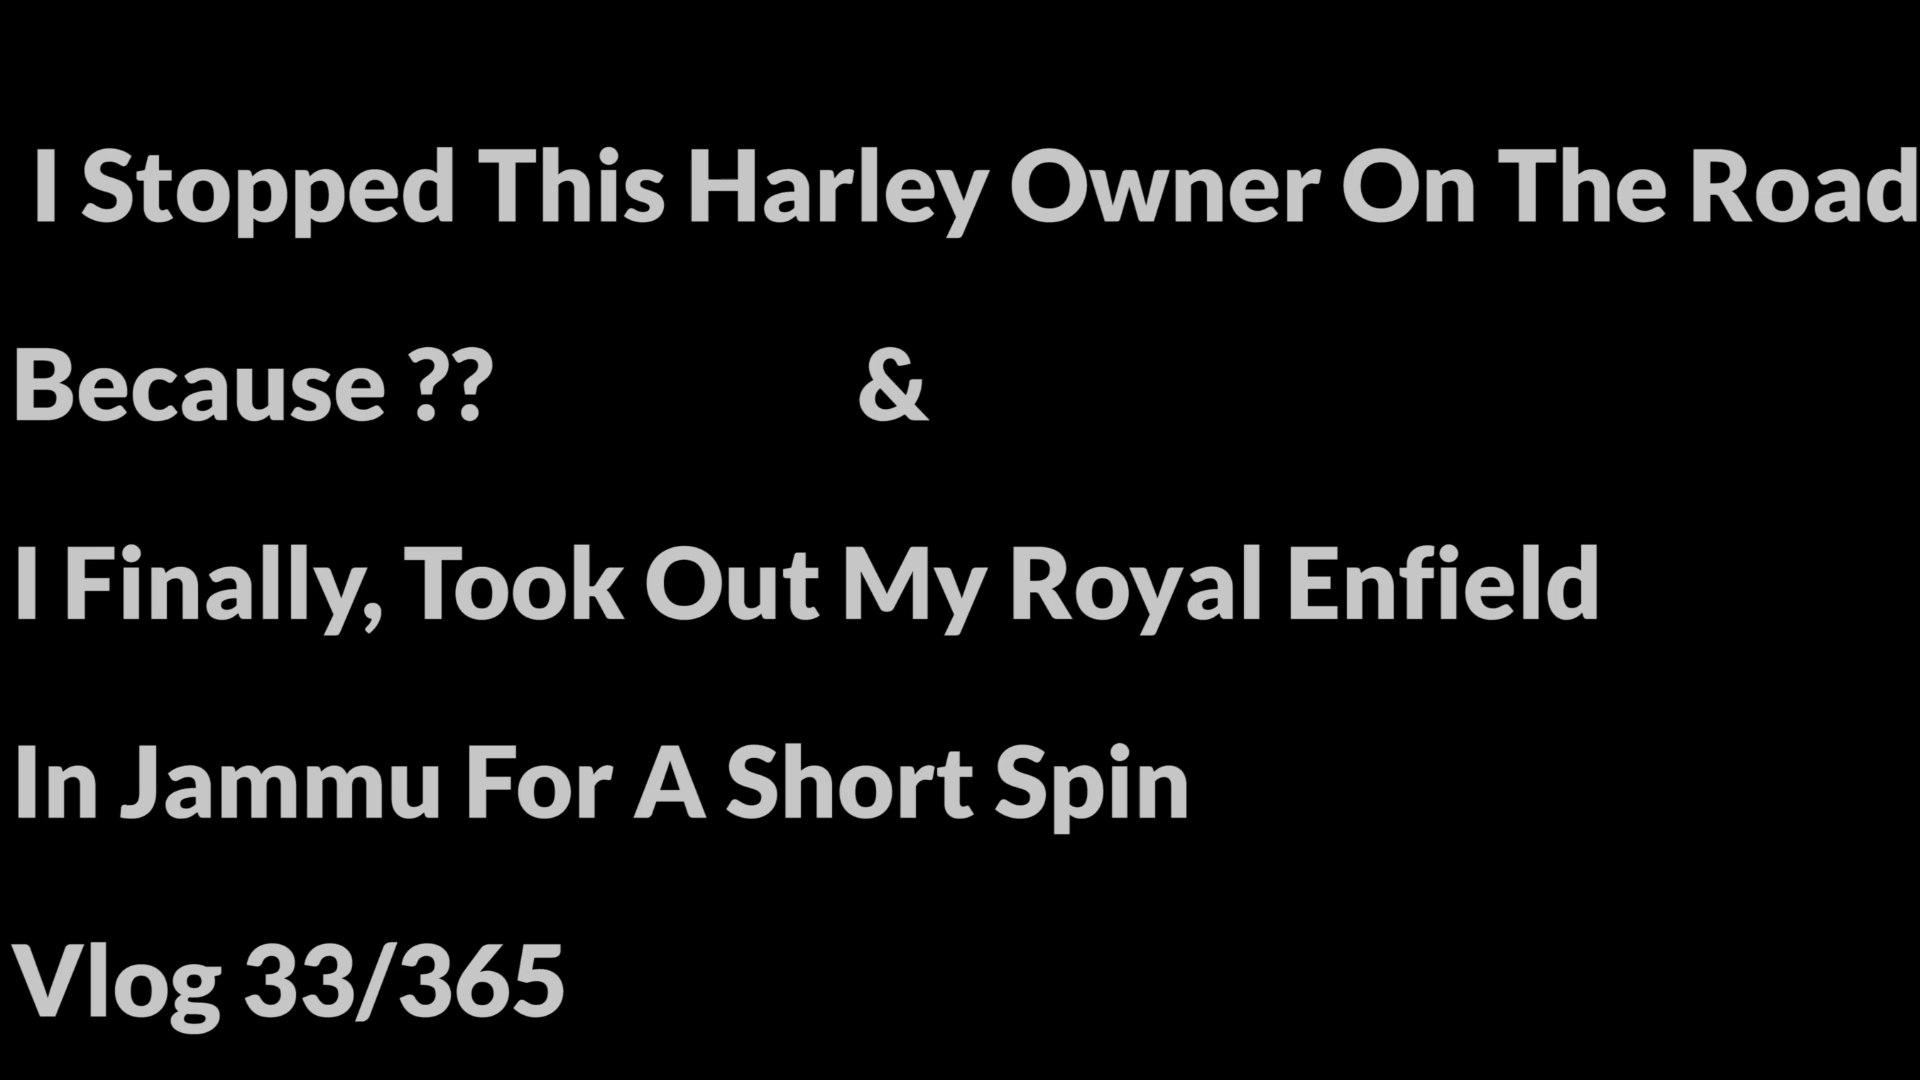 I Stopped This Harley Owner On The Road
Because ?? &
I Finally, Took Out My Royal Enfield
In Jammu For A Short Spin
Vlog 33/365